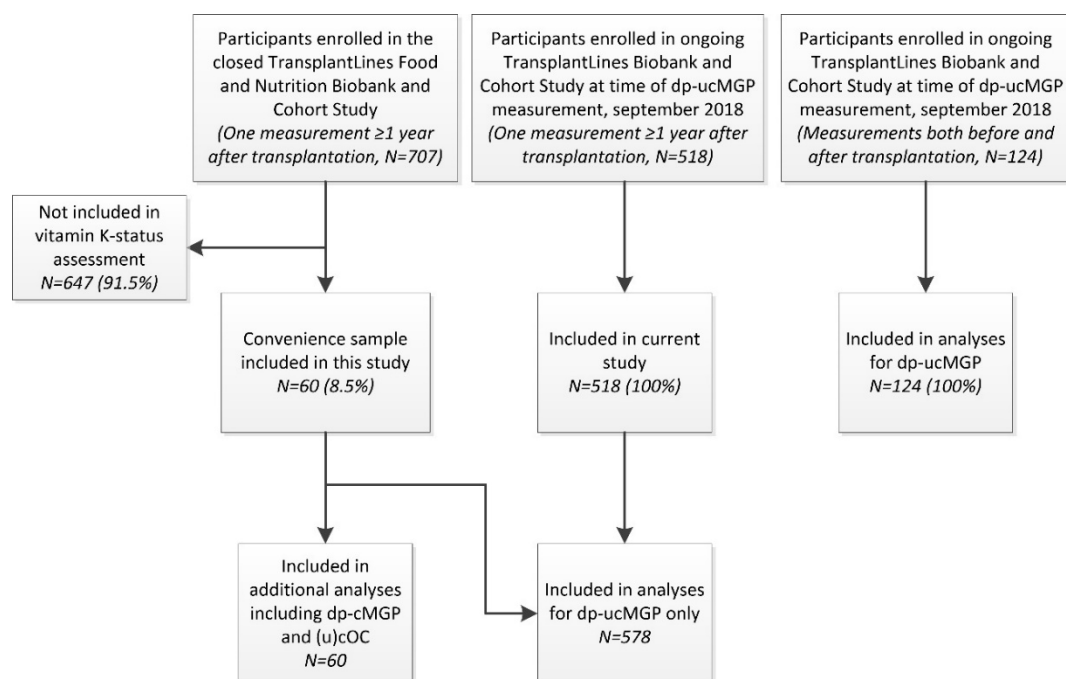 Participants enrolled in the
closed TransplantLines Food
and Nutrition Biobank and
Cohort Study
(One measurement ≥1 year
after transplantation, N=707)
Participants enrolled in ongoing
TransplantLines Biobank and
Cohort Study at time of dp-ucMGP
measurement, september 2018
(One measurement ≥1 year after
transplantation, N=518)
Participants enrolled in ongoing
TransplantLines Biobank and
Cohort Study at time of dp-ucMGP
measurement, september 2018
(Measurements both before and
after transplantation, N=124)
Not included in
vitamin K-status
assessment
N=647 (91.5%)
Convenience sample
included in this study
N=60 (8.5%)
Included in current
study
N=518 (100%)
Included in analyses
for dp-ucMGP
N=124 (100%)
Included in
additional analyses
including dp-cMGP
and (u)cOC
N=60
Included in analyses
for dp-ucMGP only
N=578